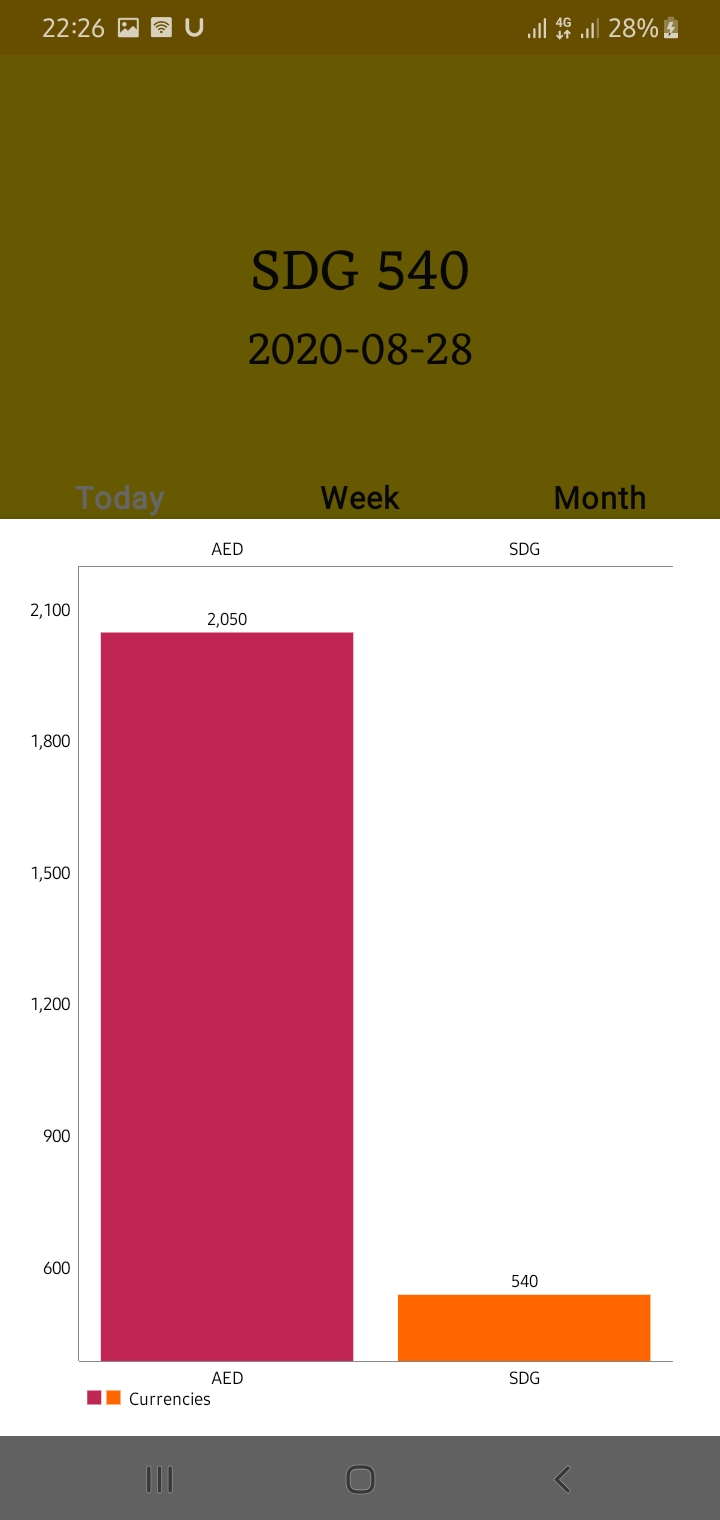 22:26 4G 28%
SDG 540
2020-08-28
Today Week Month
AED SDG
2,100
2,050
1,800
1,500
1,200
900
600
540
AED SDG
Currencies